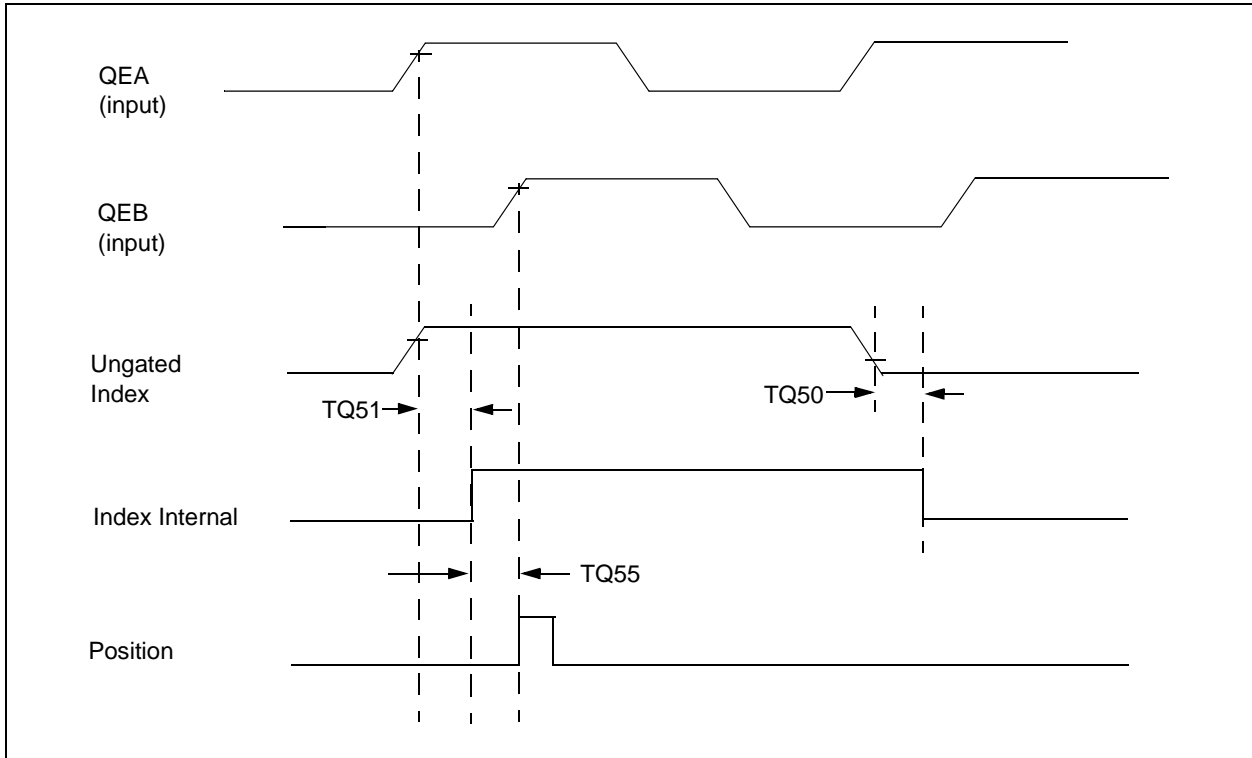 QEA
(input)
QEB
(input)
Ungated
Index
TQ51
TQ50
Index Internal
TQ55
Position